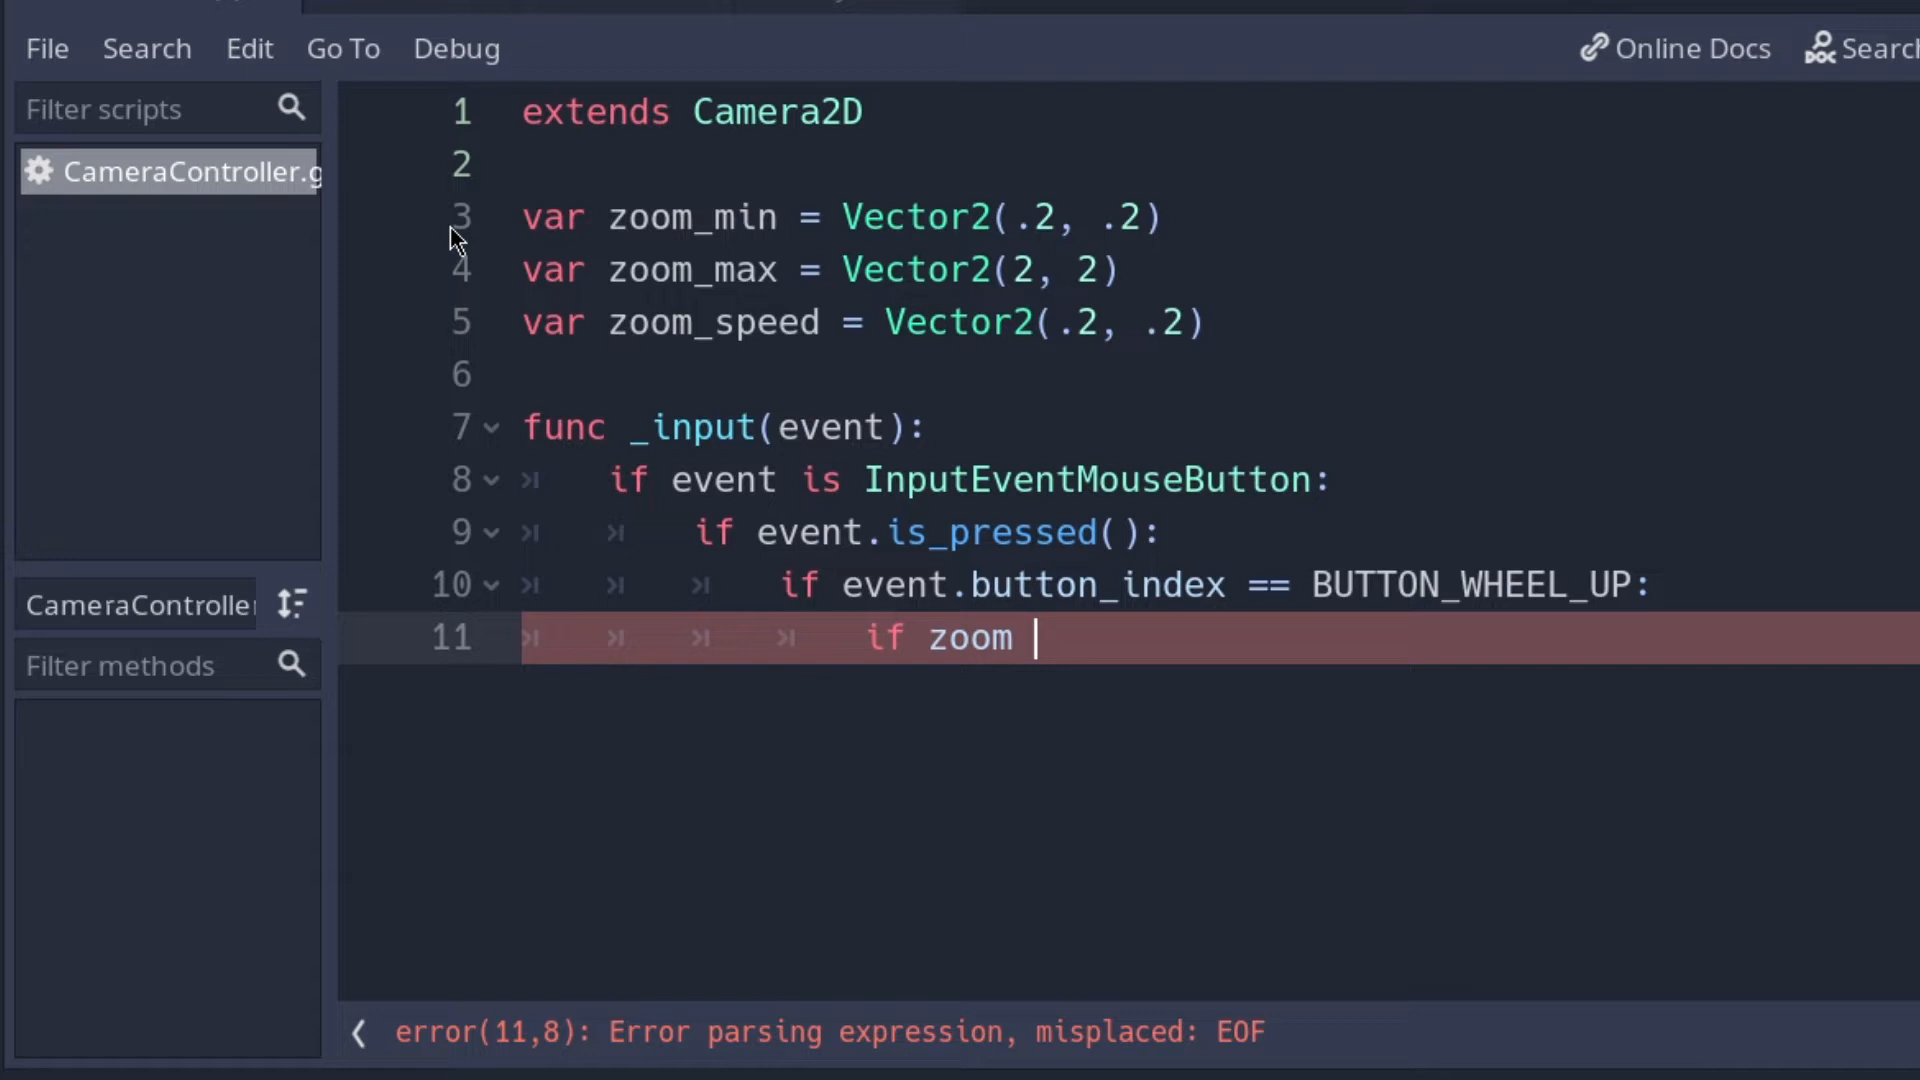 File Search Edit Go To Debug Online Docs Search
Filter scripts
CameraController.g
CameraController
Filter methods
1 extends Camera2D
2
3 var zoom_min = Vector2(.2, .2)
4 var zoom_max = Vector2(2, 2)
5 var zoom_speed = Vector2(.2, .2)
6
7 func _input(event):
8 if event is InputEventMouseButton:
9 if event.is_pressed():
10 if event.button_index == BUTTON_WHEEL_UP:
11 if zoom
error(11,8): Error parsing expression, misplaced: EOF